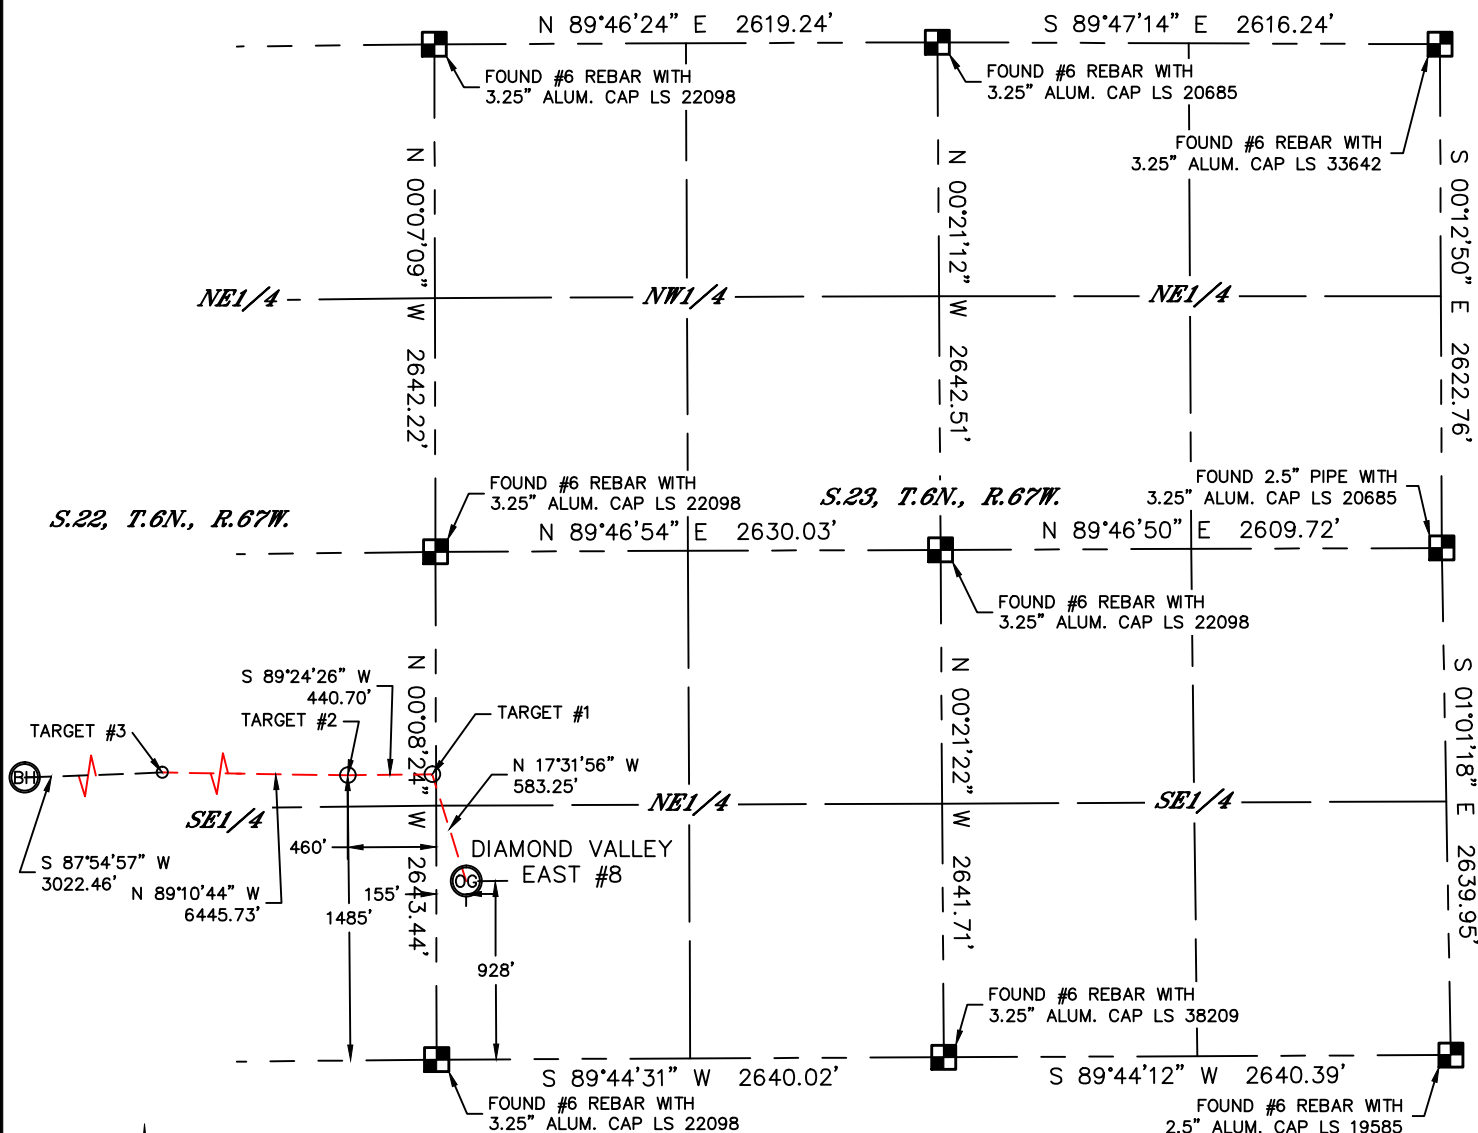 N 89°46'24" E 2619.24'
S 89°47'14" E 2616.24'
FOUND #6 REBAR WITH
3.25" ALUM. CAP LS 22098
FOUND #6 REBAR WITH
3.25" ALUM. CAP LS 20685
FOUND #6 REBAR WITH
3.25" ALUM. CAP LS 33642
N 00°07'09" W 2642.22'
N 00°21'12" W 2642.51'
S 00°12'50" E 2622.76'
NE1/4
NW1/4
NE1/4
FOUND #6 REBAR WITH
3.25" ALUM. CAP LS 22098
FOUND 2.5" PIPE WITH
3.25" ALUM. CAP LS 20685
S.22, T.6N., R.67W.
S.23, T.6N., R.67W.
N 89°46'54" E 2630.03'
N 89°46'50" E 2609.72'
FOUND #6 REBAR WITH
3.25" ALUM. CAP LS 22098
S 89°24'26" W
440.70'
TARGET #3
TARGET #2
TARGET #1
N 00°08'24" W 2643.44'
N 00°21'22" W 2641.71'
S 01°01'18" E 2639.95'
BH
N 17°31'56" W
583.25'
SE1/4
NE1/4
SE1/4
S 87°54'57" W
3022.46'
N 89°10'44" W
6445.73'
460'
DIAMOND VALLEY
EAST #8
OG
155'
1485'
928'
FOUND #6 REBAR WITH
3.25" ALUM. CAP LS 38209
S 89°44'31" W 2640.02'
S 89°44'12" W 2640.39'
FOUND #6 REBAR WITH
3.25" ALUM. CAP LS 22098
FOUND #6 REBAR WITH
2.5" ALUM. CAP LS 19585